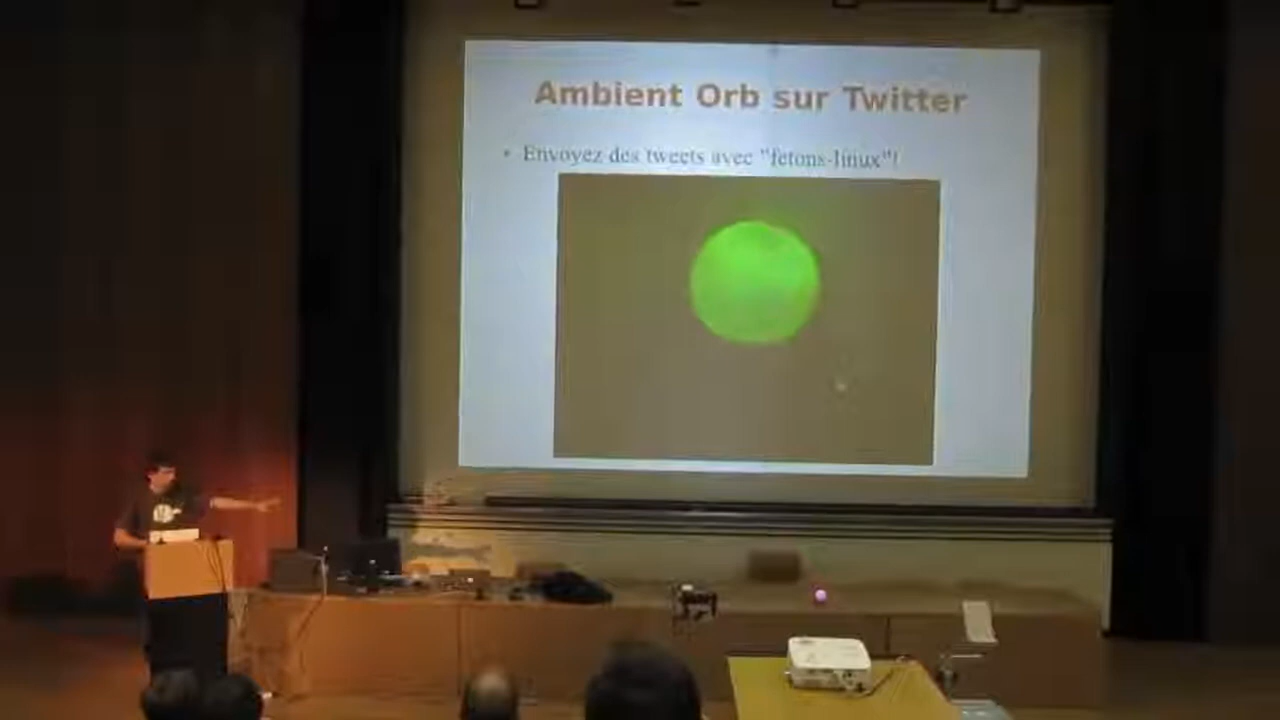 Ambient Orb sur Twitter
• Envoyez des tweets avec "fetons-linux"!